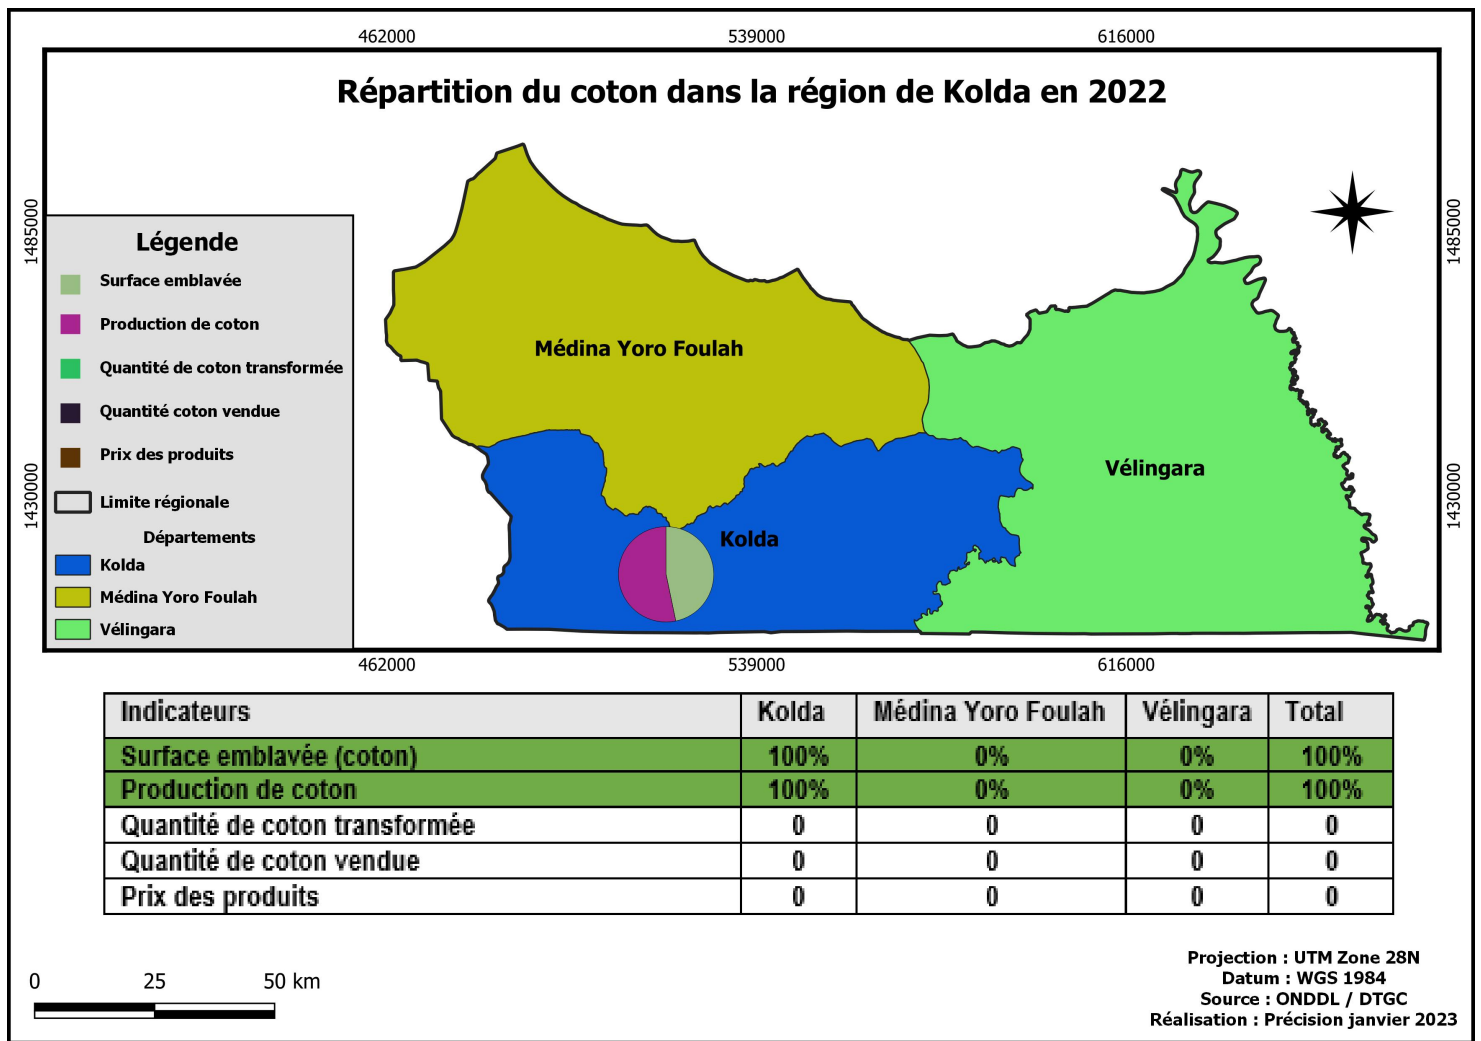 462000 539000 616000
Répartition du coton dans la région de Kolda en 2022
1485000
1485000
Légende
Surface emblavée
Production de coton
Quantité de coton transformée
Quantité coton vendue
Prix des produits
Limite régionale
Départements
Kolda
Médina Yoro Foulah
Vélingara
Médina Yoro Foulah
Vélingara
Kolda
1430000
1430000
462000 539000 616000
Indicateurs Kolda Médina Yoro Foulah Vélingara Total
Surface emblavée (coton) 100% 0% 0% 100%
Production de coton 100% 0% 0% 100%
Quantité de coton transformée 0 0 0 0
Quantité de coton vendue 0 0 0 0
Prix des produits 0 0 0 0
0 25 50 km
Projection : UTM Zone 28N
Datum : WGS 1984
Source : ONDDL / DTGC
Réalisation : Précision janvier 2023